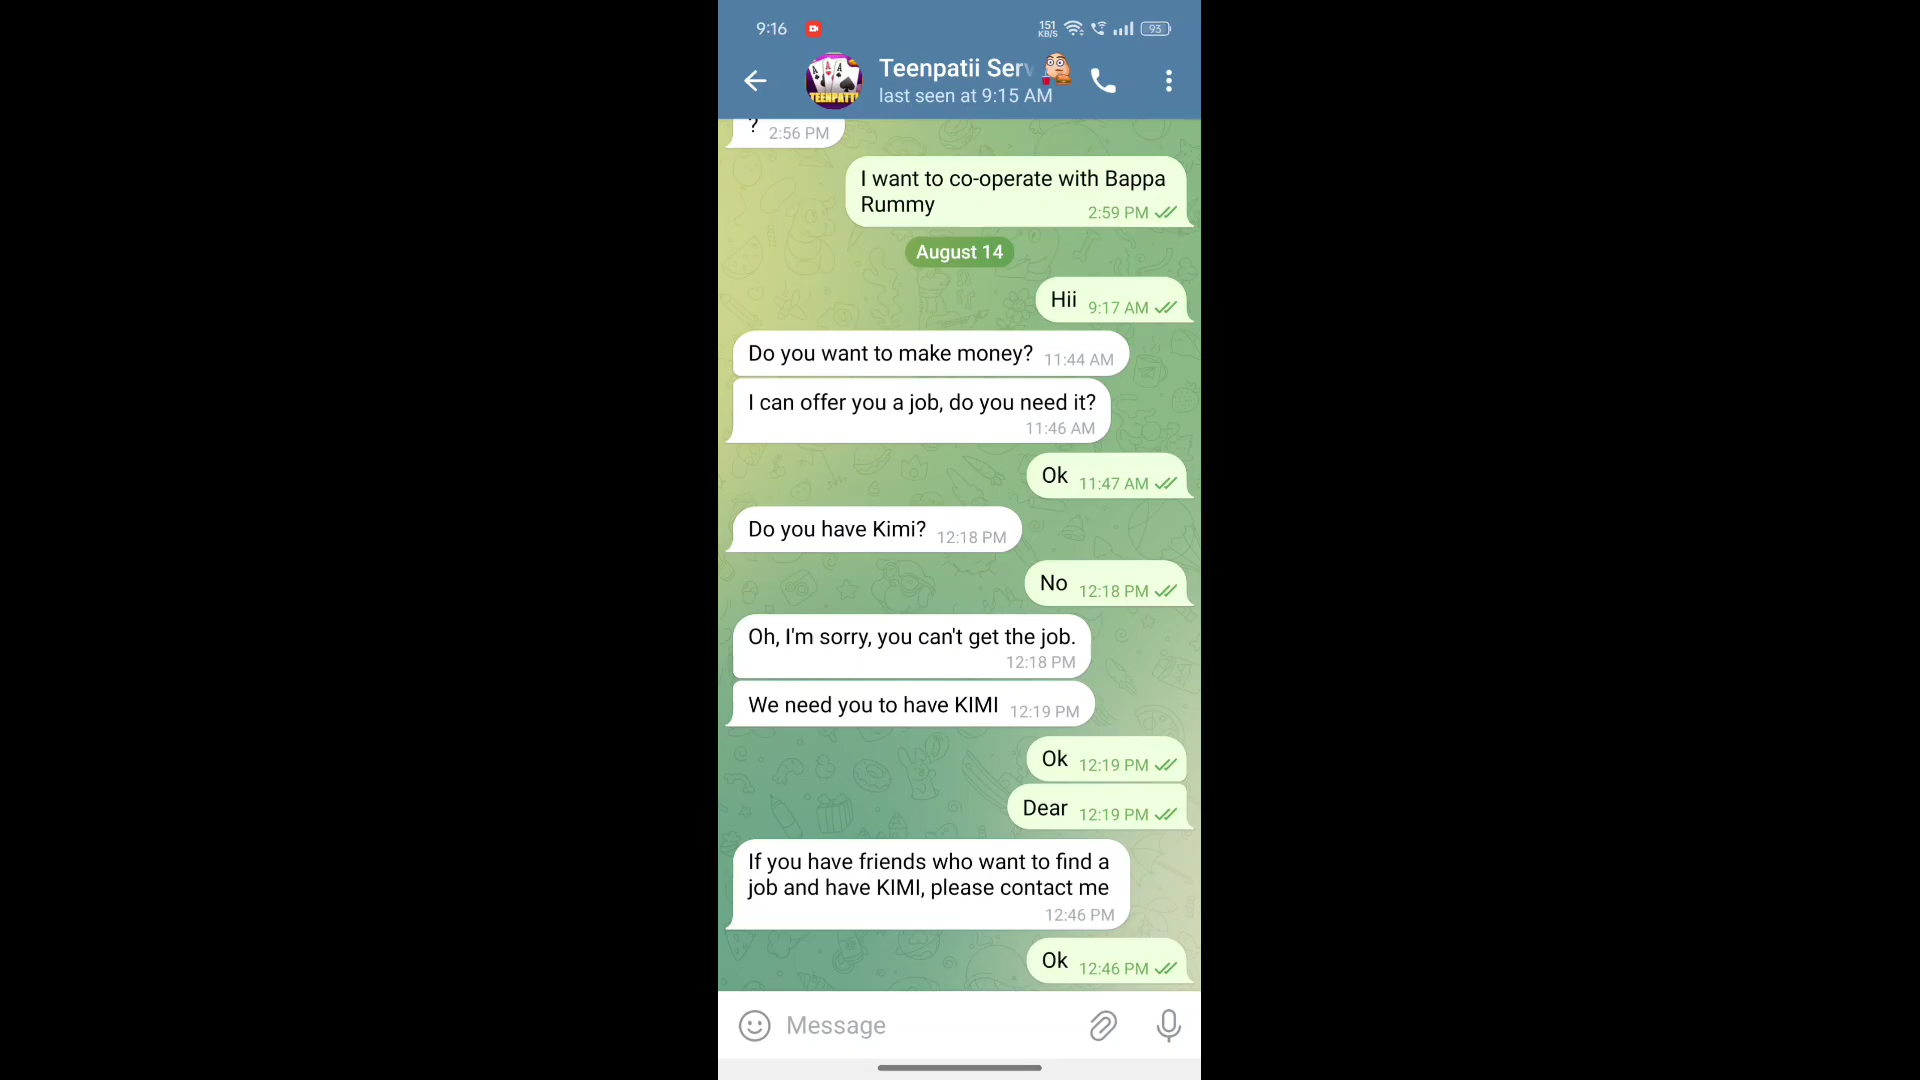 9:16
151
KB/S
93
Teenpatii Serv
last seen at 9:15 AM
TEENPATTI
? 2:56 PM
I want to co-operate with Bappa
Rummy
2:59 PM
August 14
Hii 9:17 AM
Do you want to make money? 11:44 AM
I can offer you a job, do you need it?
11:46 AM
Ok 11:47 AM
Do you have Kimi? 12:18 PM
No 12:18 PM
Oh, I'm sorry, you can't get the job.
12:18 PM
We need you to have KIMI 12:19 PM
Ok 12:19 PM
Dear 12:19 PM
If you have friends who want to find a
job and have KIMI, please contact me
12:46 PM
Ok 12:46 PM
Message